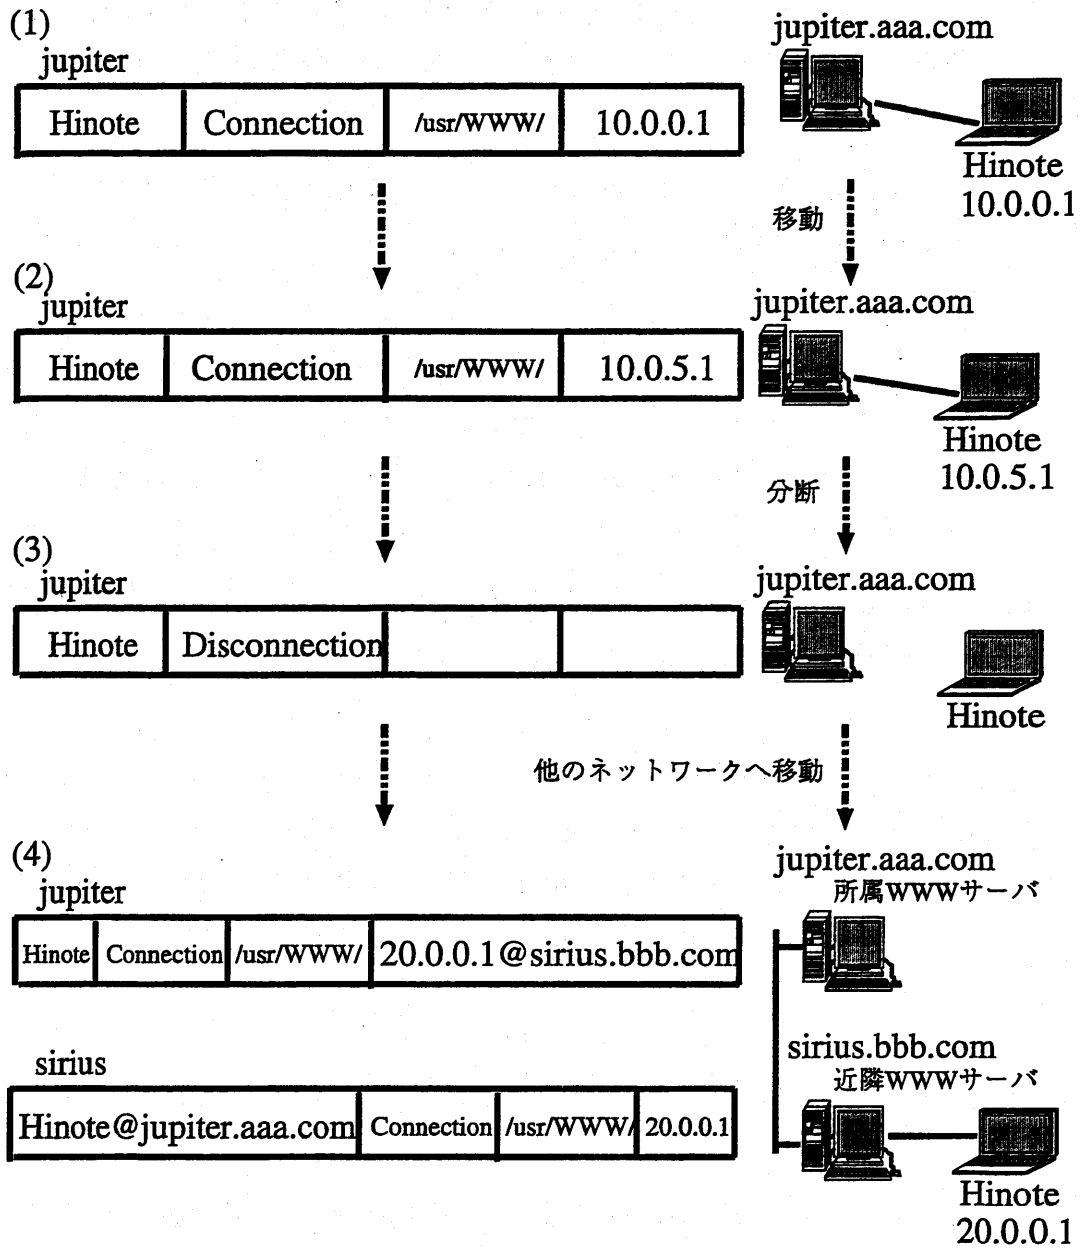 (1)
jupiter
Hinote Connection /usr/WWW/ 10.0.0.1
jupiter.aaa.com
Hinote
10.0.0.1
移動
(2)
jupiter
Hinote Connection /usr/WWW/ 10.0.5.1
jupiter.aaa.com
Hinote
10.0.5.1
分断
(3)
jupiter
Hinote Disconnection
jupiter.aaa.com
Hinote
他のネットワークへ移動
(4)
jupiter
Hinote Connection /usr/WWW/ 20.0.0.1@sirius.bbb.com
jupiter.aaa.com
所属WWWサーバ
sirius
Hinote@jupiter.aaa.com Connection /usr/WWW/ 20.0.0.1
sirius.bbb.com
近隣WWWサーバ
Hinote
20.0.0.1